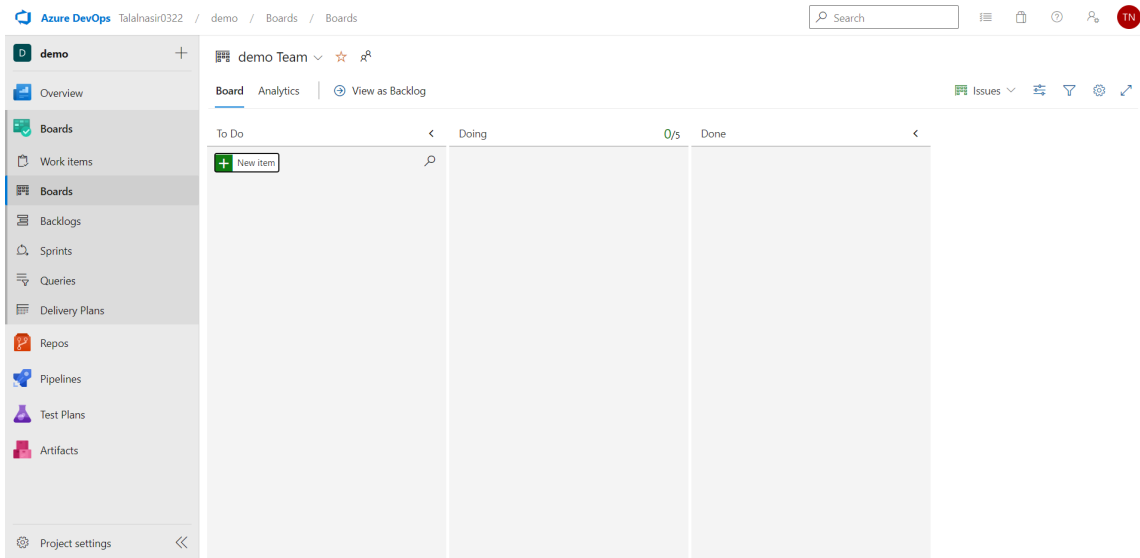 Azure DevOps Talalnasir0322 / demo / Boards / Boards
Search
TN
D demo
demo Team
Overview
Board Analytics View as Backlog
Issues
Boards
To Do
Doing 0/5
Done
New item
Work items
Boards
Backlogs
Sprints
Queries
Delivery Plans
Repos
Pipelines
Test Plans
Artifacts
Project settings